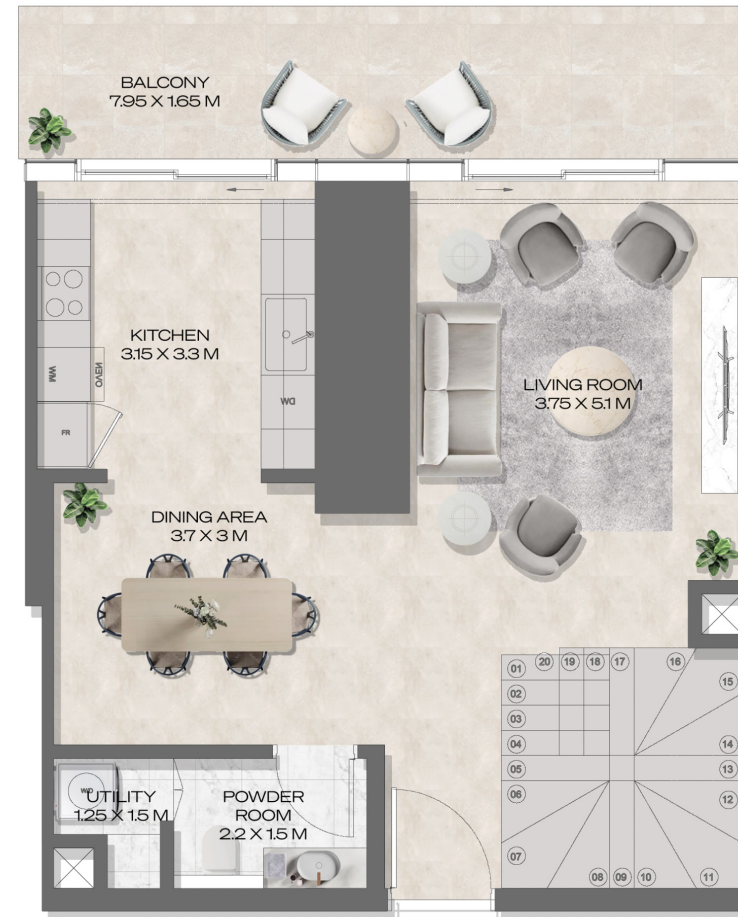 BALCONY
7.95 X 1.65 M
KITCHEN
3.15 X 3.3 M
WM
OVEN
DW
FR
LIVING ROOM
3.75 X 5.1 M
DINING AREA
3.7 X 3 M
01
20
19
18
17
16
15
02
03
04
14
05
13
06
12
07
08
09
10
11
WD
UTILITY
1.25 X 1.5 M
POWDER
ROOM
2.2 X 1.5 M